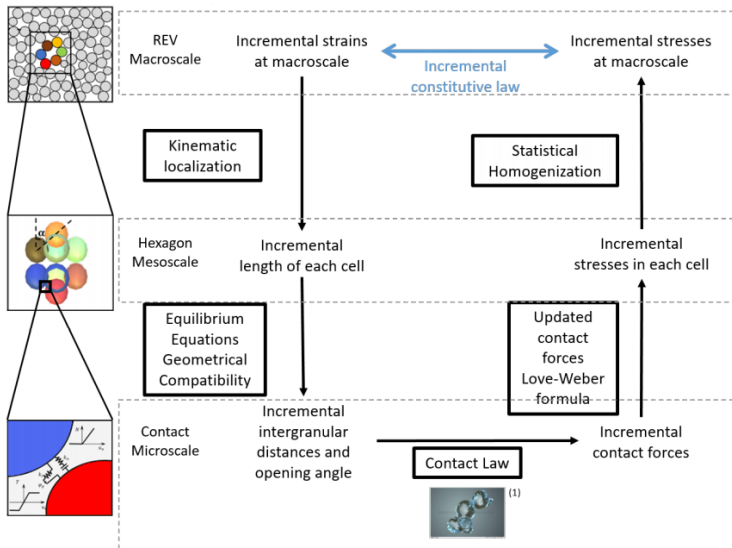 REV
Macroscale
Incremental strains
at macroscale
Incremental
constitutive law
Incremental stresses
at macroscale
Kinematic
localization
Statistical
Homogenization
α
Hexagon
Mesoscale
Incremental
length of each cell
Incremental
stresses in each cell
Equilibrium
Equations
Geometrical
Compatibility
Updated
contact
forces
Love-Weber
formula
Contact
Microscale
Incremental
intergranular
distances and
opening angle
Contact Law
(1)
Incremental
contact forces